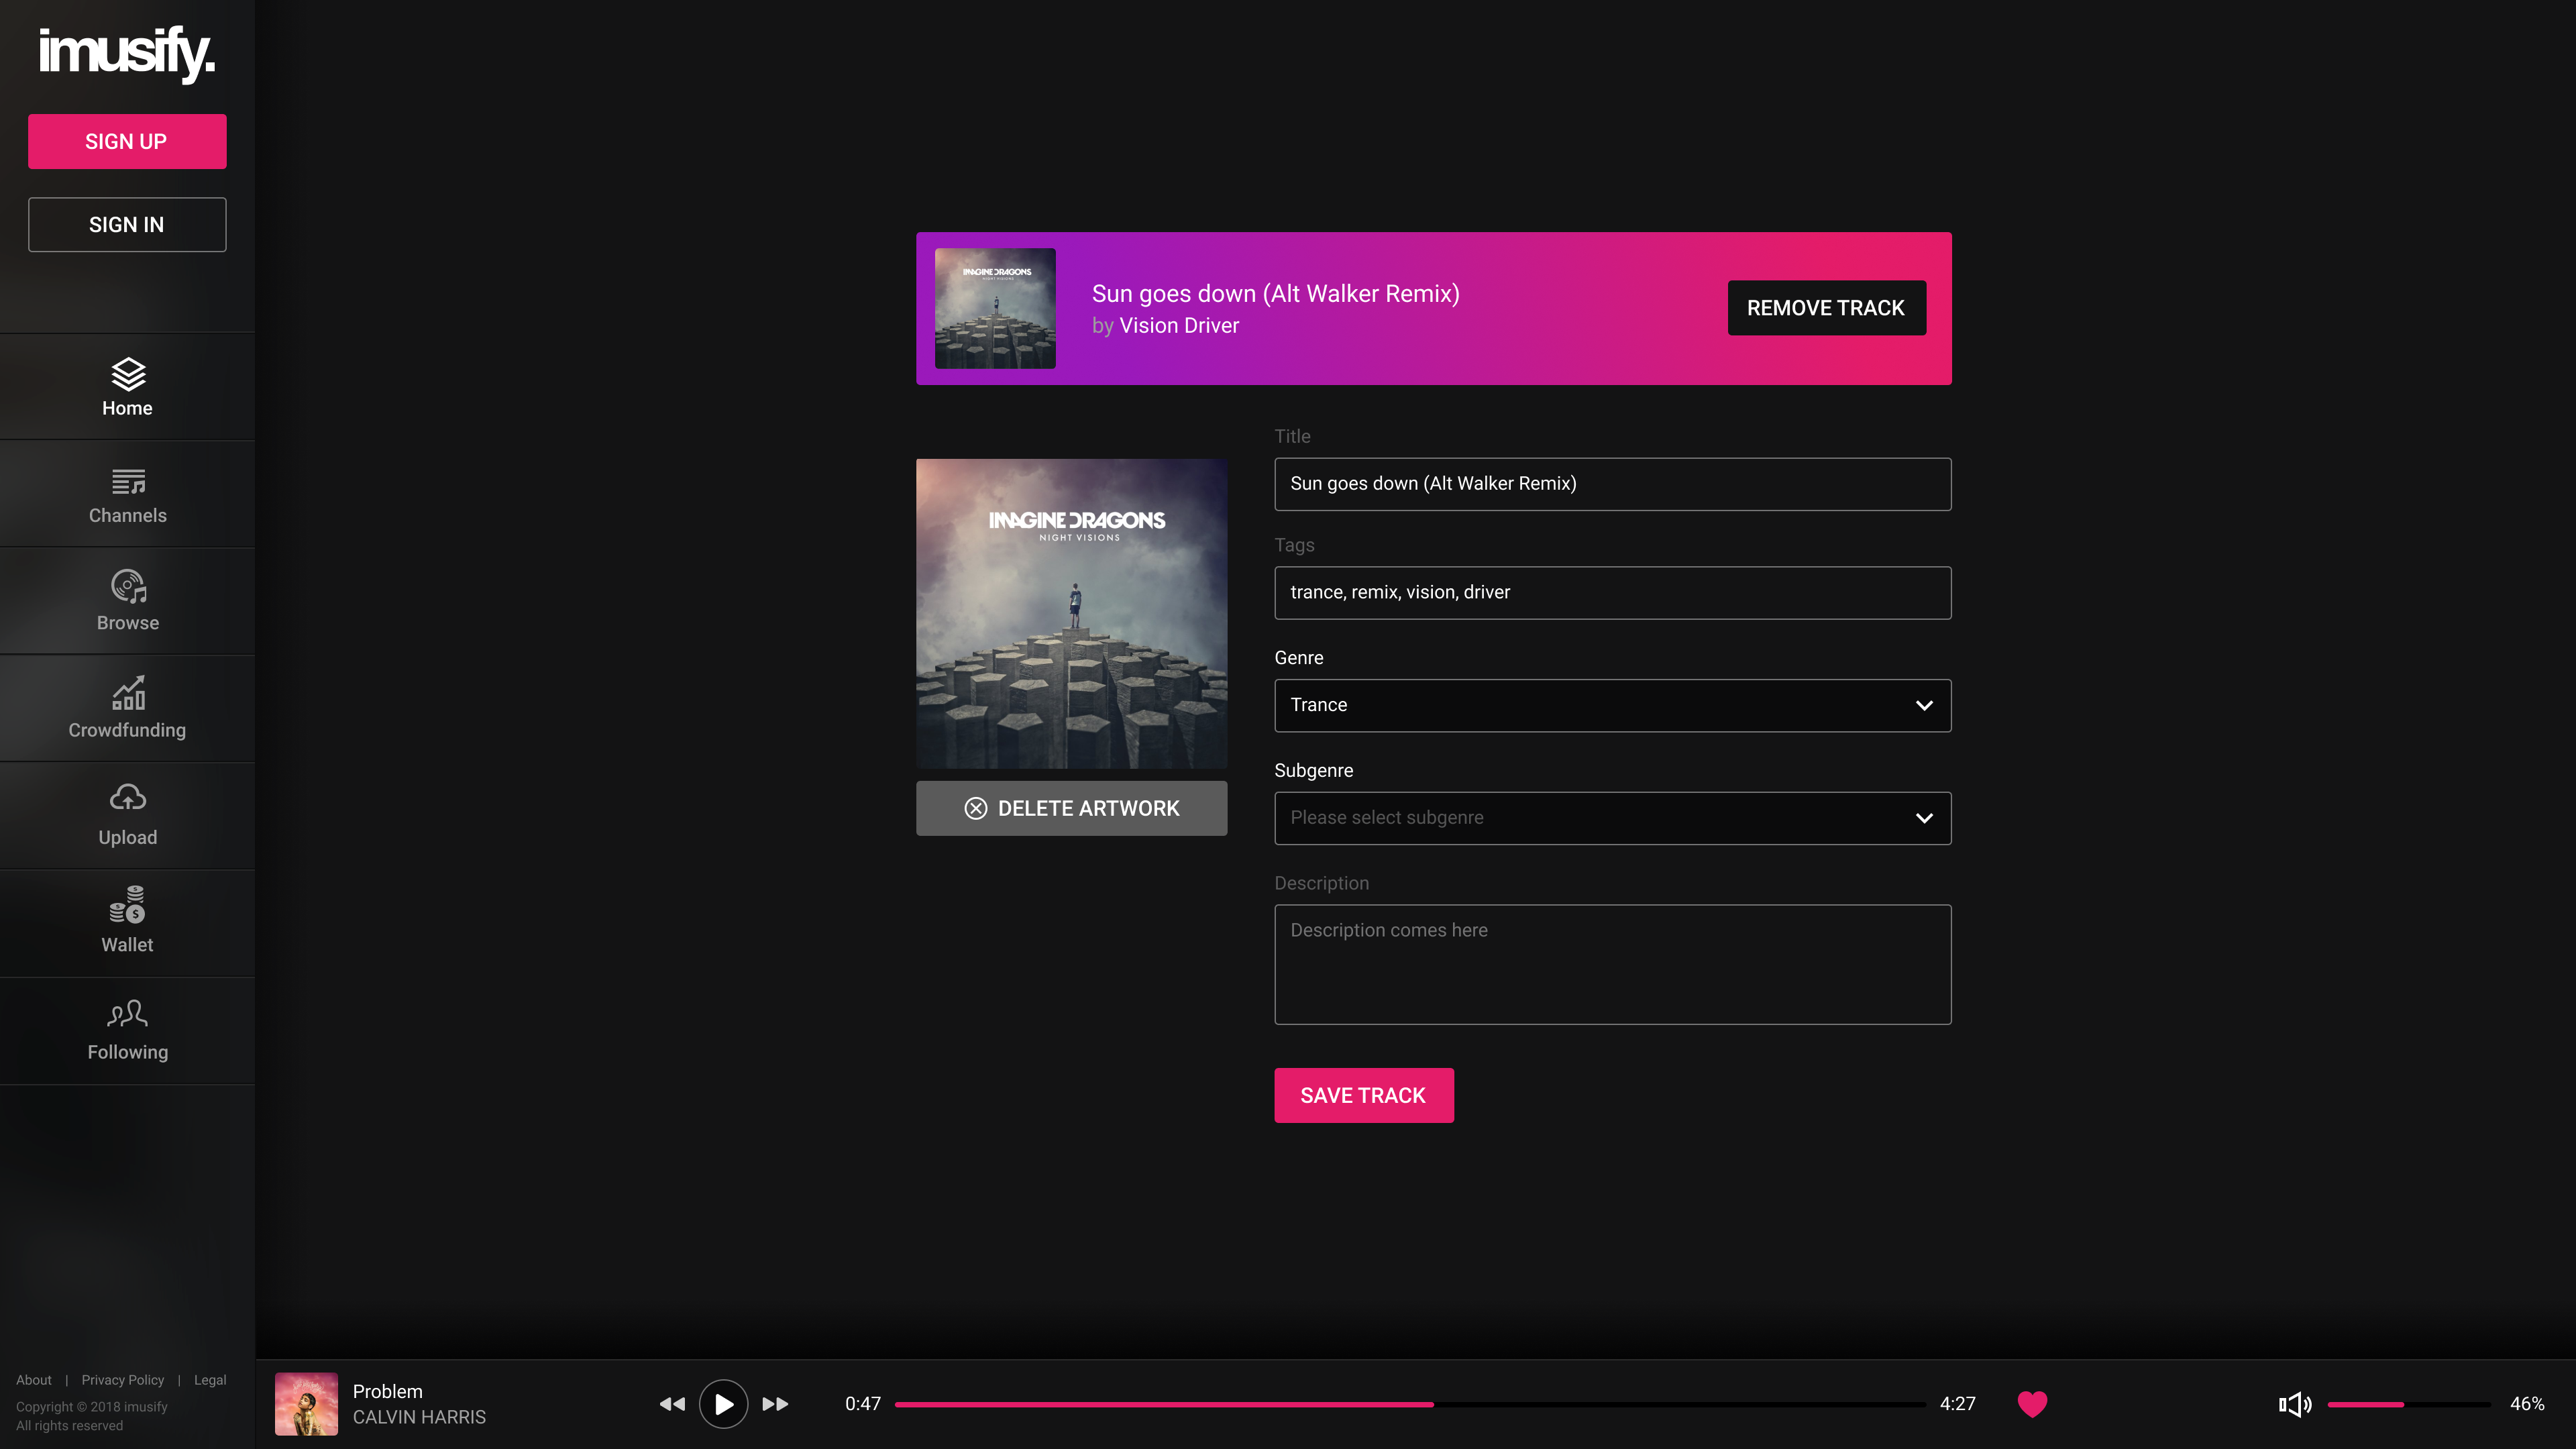 imusify.
SIGN UP
SIGN IN
Home
Channels
Browse
Crowdfunding
Upload
Wallet
Following
About | Privacy Policy | Legal
Copyright © 2018 imusify
All rights reserved
IMAGINE DRAGONS
NIGHT VISIONS
Sun goes down (Alt Walker Remix)
by Vision Driver
REMOVE TRACK
IMAGINE DRAGONS
NIGHT VISIONS
DELETE ARTWORK
Title
Sun goes down (Alt Walker Remix)
Tags
trance, remix, vision, driver
Genre
Trance
Subgenre
Please select subgenre
Description
Description comes here
SAVE TRACK
Problem
CALVIN HARRIS
0:47
4:27
46%